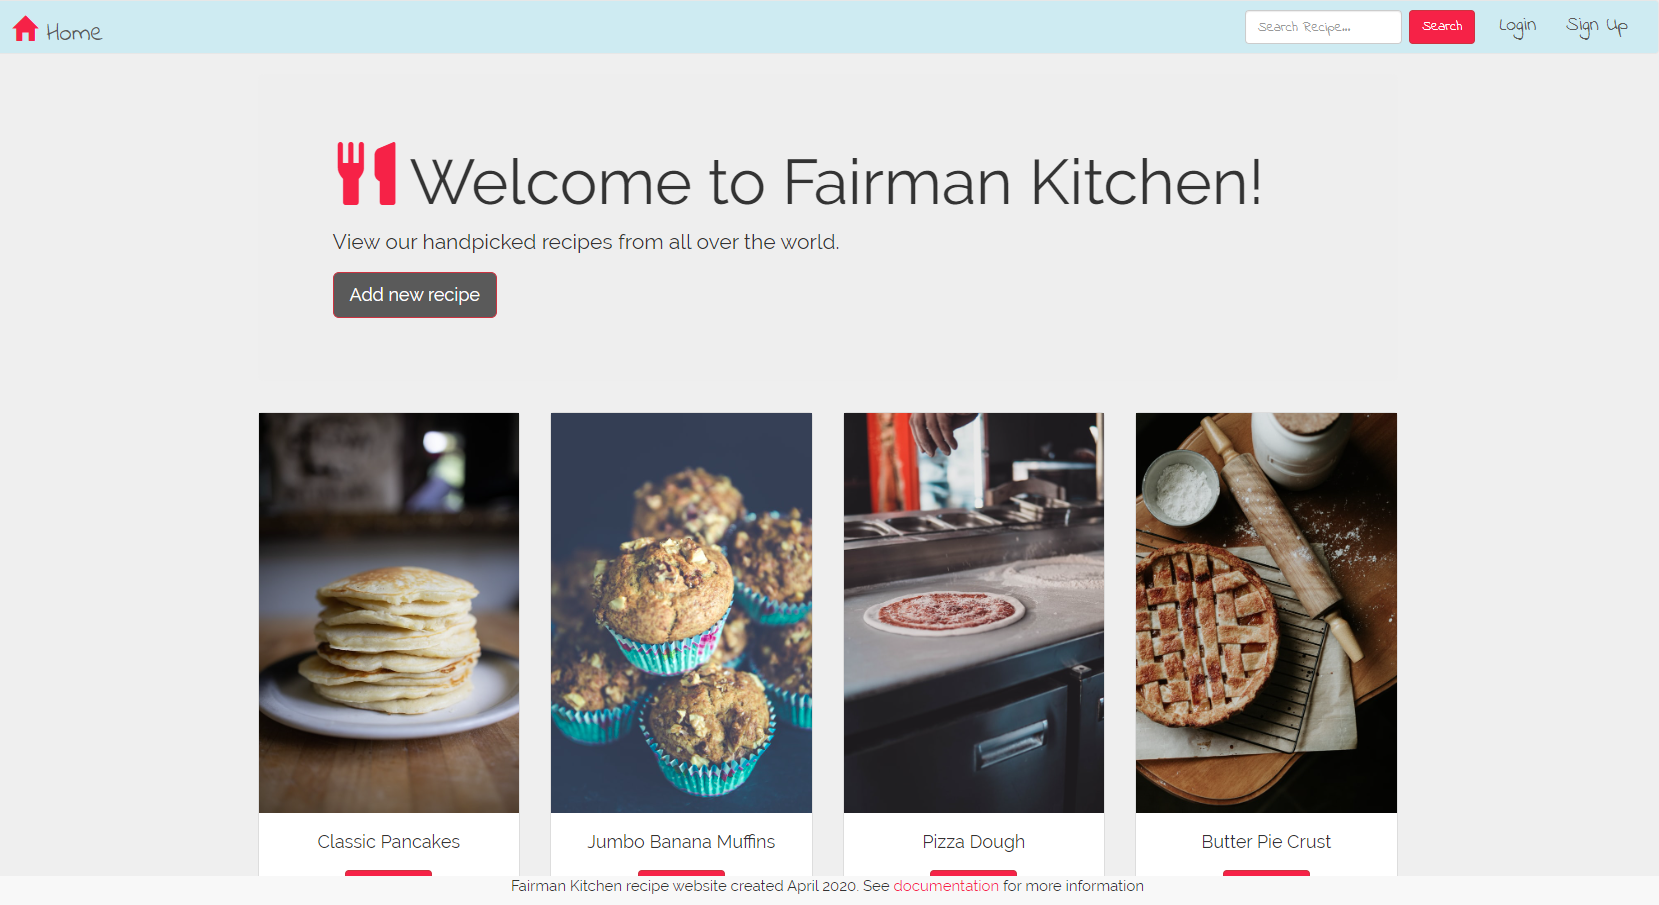 Home
Search Recipe...
Search
Login
Sign Up
Welcome to Fairman Kitchen!
View our handpicked recipes from all over the world.
Add new recipe
Classic Pancakes
Jumbo Banana Muffins
Pizza Dough
Butter Pie Crust
Fairman Kitchen recipe website created April 2020. See documentation for more information